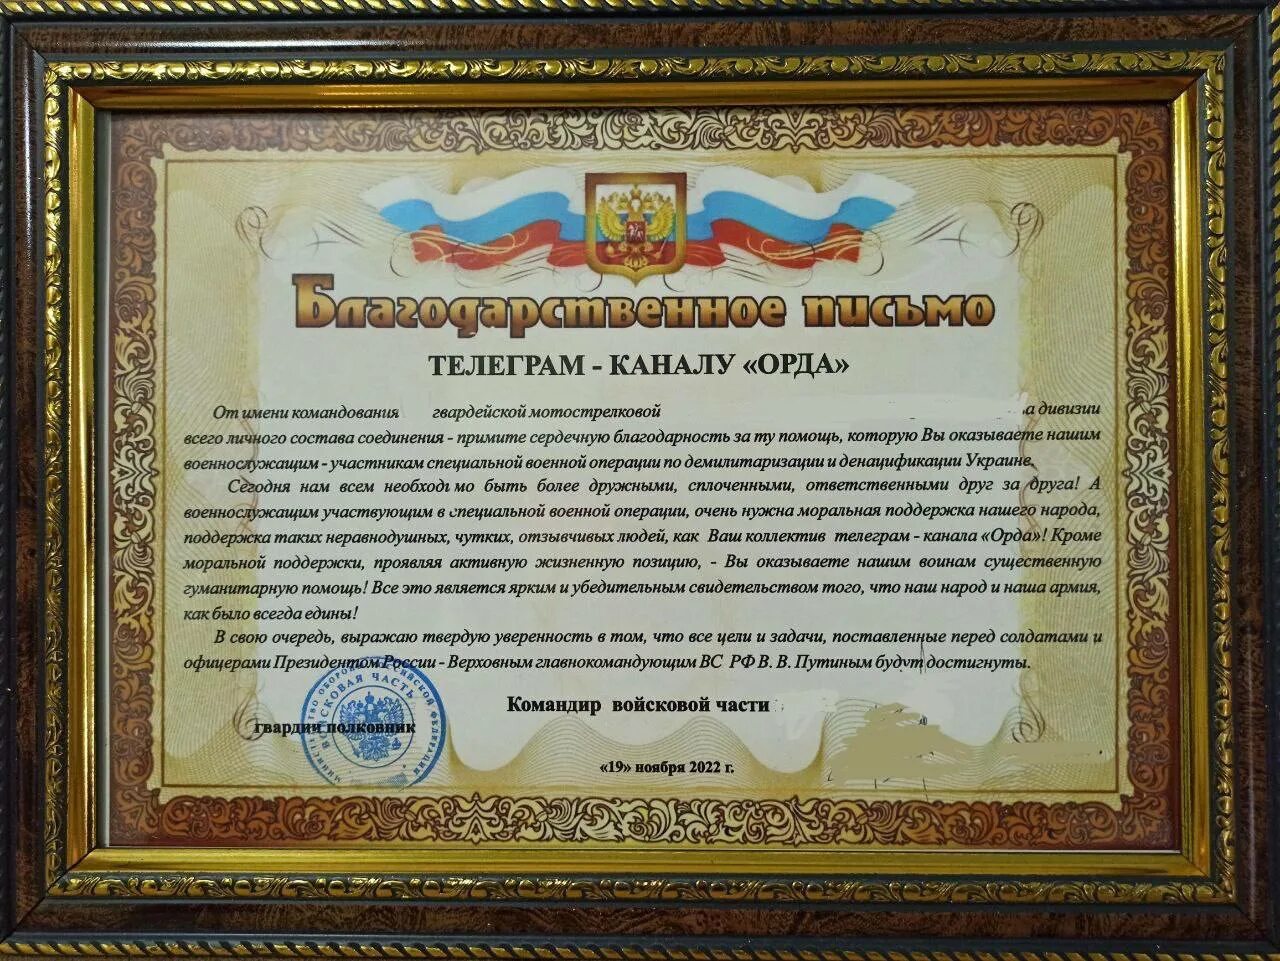 Благодарственное письмо
ТЕЛЕГРАМ - КАНАЛУ «ОРДА»
От имени командования гвардейской мотострелковой а дивизии
всего личного состава соединения - примите сердечную благодарность за ту помощь, которую Вы оказываете нашим
военнослужащим - участникам специальной военной операции по демилитаризации и денацификации Украине.
Сегодня нам всем необходимо быть более дружными, сплоченными, ответственными друг за друга! А
военнослужащим участвующим в специальной военной операции, очень нужна моральная поддержка нашего народа,
поддержка таких неравнодушных, чутких, отзывчивых людей, как Ваш коллектив телеграм - канала «Орда»! Кроме
моральной поддержки, проявляя активную жизненную позицию, - Вы оказываете нашим воинам существенную
гуманитарную помощь! Все это является ярким и убедительным свидетельством того, что наш народ и наша армия,
как было всегда едины!
В свою очередь, выражаю твердую уверенность в том, что все цели и задачи, поставленные перед солдатами и
офицерами Президентом России - Верховным главнокомандующим ВС РФ В. В. Путиным будут достигнуты.
Командир войсковой части
гвардии полковник
«19» ноября 2022 г.
МИНИСТЕРСТВО ОБОРОНЫ РОССИЙСКОЙ ФЕДЕРАЦИИ
ВОЙСКОВАЯ ЧАСТЬ